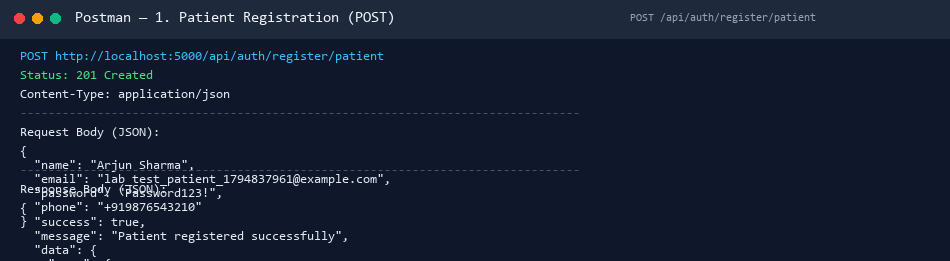 Postman — 1. Patient Registration (POST)
POST /api/auth/register/patient
POST http://localhost:5000/api/auth/register/patient
Status: 201 Created
Content-Type: application/json
--------------------------------------------------------------------------------
Request Body (JSON):
{
"name": "Arjun Sharma",
--------------------------------------------------------------------------------
"email": "lab_test_patient_1794837961@example.com",
Response Body (JSON):
"password": "Password123!",
{
"phone": "+919876543210"
}
"success": true,
"message": "Patient registered successfully",
"data": {